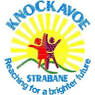 KNOCKAVOE
STRABANE
Reaching for a brighter future